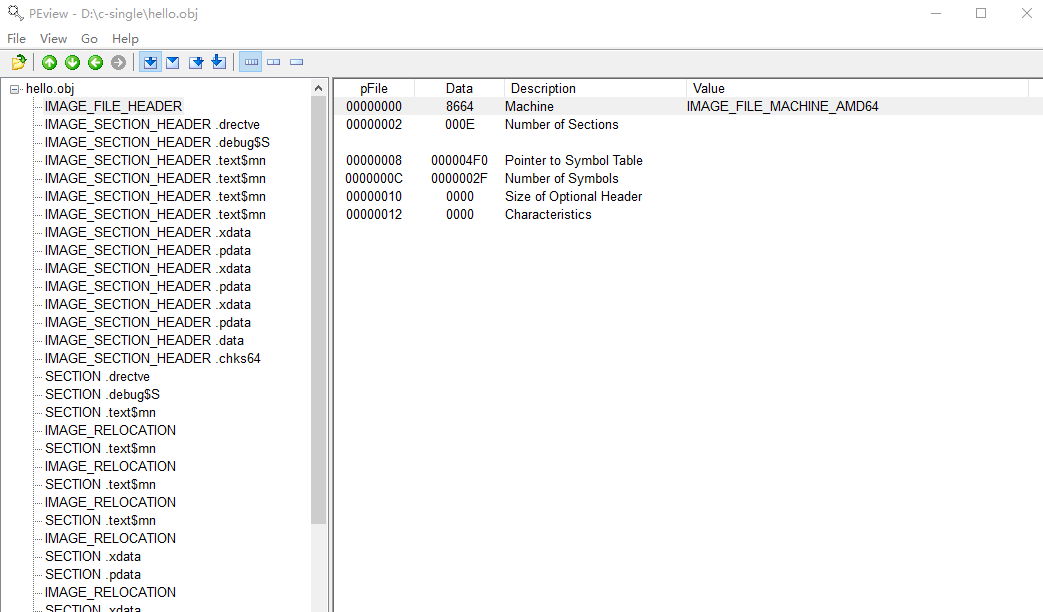 PEview - D:\c-single\hello.obj
File View Go Help
hello.obj
IMAGE_FILE_HEADER
IMAGE_SECTION_HEADER .drectve
IMAGE_SECTION_HEADER .debug$S
IMAGE_SECTION_HEADER .text$mn
IMAGE_SECTION_HEADER .text$mn
IMAGE_SECTION_HEADER .text$mn
IMAGE_SECTION_HEADER .text$mn
IMAGE_SECTION_HEADER .xdata
IMAGE_SECTION_HEADER .pdata
IMAGE_SECTION_HEADER .xdata
IMAGE_SECTION_HEADER .pdata
IMAGE_SECTION_HEADER .xdata
IMAGE_SECTION_HEADER .pdata
IMAGE_SECTION_HEADER .data
IMAGE_SECTION_HEADER .chks64
SECTION .drectve
SECTION .debug$S
SECTION .text$mn
IMAGE_RELOCATION
SECTION .text$mn
IMAGE_RELOCATION
SECTION .text$mn
IMAGE_RELOCATION
SECTION .text$mn
IMAGE_RELOCATION
SECTION .xdata
SECTION .pdata
IMAGE_RELOCATION
SECTION .xdata
pFile Data Description Value
00000000 8664 Machine IMAGE_FILE_MACHINE_AMD64
00000002 000E Number of Sections
00000008 000004F0 Pointer to Symbol Table
0000000C 0000002F Number of Symbols
00000010 0000 Size of Optional Header
00000012 0000 Characteristics